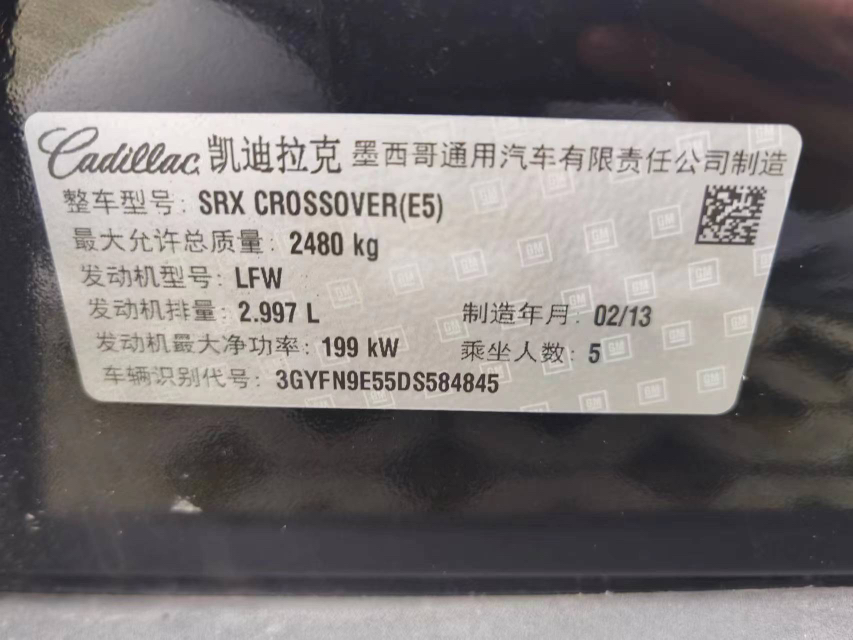 Cadillac 凯迪拉克 墨西哥通用汽车有限责任公司制造
整车型号: SRX CROSSOVER(E5)
最大允许总质量: 2480 kg
发动机型号: LFW
发动机排量: 2.997 L 制造年月: 02/13
发动机最大净功率: 199 kW 乘坐人数: 5
车辆识别代号: 3GYFN9E55DS584845